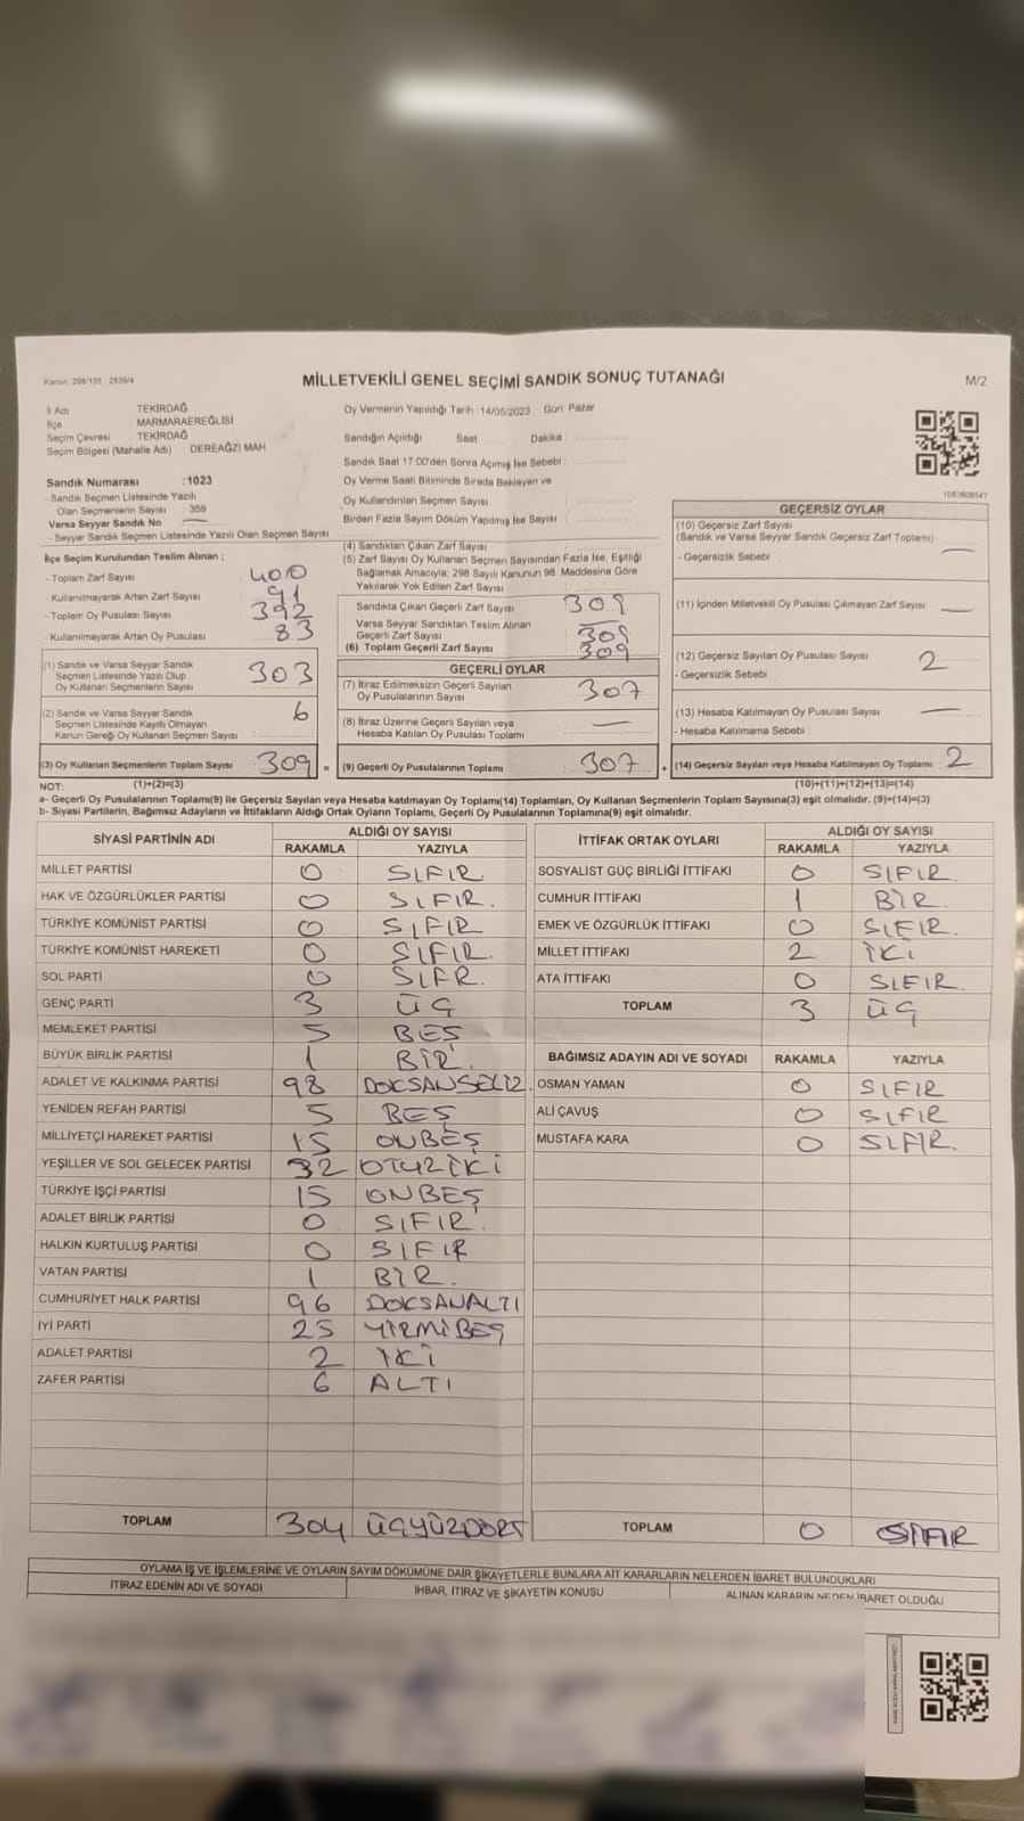 MİLLETVEKİLİ GENEL SEÇİMİ SANDIK SONUÇ TUTANAĞI
M/2
İl Adı TEKİRDAĞ
İlçe MARMARAEREĞLİSİ
Seçim Çevresi TEKİRDAĞ
Seçim Bölgesi (Mahalle Adı) DEREAĞZI MAH
Oy Vermenin Yapıldığı Tarih : 14/05/2023 Gün: Pazar
Sandığın Açıldığı Saat Dakika
Sandık Saat 17:00'den Sonra Açılmış İse Sebebi :
Oy Verme Saati Bitiminde Sırada Bekleyen ve
Oy Kullandırılan Seçmen Sayısı
Birden Fazla Sayım Döküm Yapılmış İse Sayısı
Sandık Numarası :1023
- Sandık Seçmen Listesinde Yazılı
Olan Seçmenlerin Sayısı
Varsa Seyyar Sandık No
- Seyyar Sandık Seçmen Listesinde Yazılı Olan Seçmen Sayısı
İlçe Seçim Kurulundan Teslim Alınan :
- Toplam Zarf Sayısı 400
- Kullanılmayarak Artan Zarf Sayısı 91
- Toplam Oy Pusulası Sayısı 392
- Kullanılmayarak Artan Oy Pusulası 83
(1) Sandık ve Varsa Seyyar Sandık
Seçmen Listesinde Yazılı Olup
Oy Kullanan Seçmenlerin Sayısı 303
(2) Sandık ve Varsa Seyyar Sandık
Seçmen Listesinde Kayıtlı Olmayan
Kanun Gereği Oy Kullanan Seçmen Sayısı 6
(3) Oy Kullanan Seçmenlerin Toplam Sayısı 309 =
(4) Sandıktan Çıkan Zarf Sayısı
(5) Zarf Sayısı Oy Kullanan Seçmen Sayısından Fazla İse, Eşitliği
Sağlamak Amacıyla; 298 Sayılı Kanunun 98. Maddesine Göre
Yakılarak Yok Edilen Zarf Sayısı
Sandıkta Çıkan Geçerli Zarf Sayısı 309
Varsa Seyyar Sandıktan Teslim Alınan
Geçerli Zarf Sayısı 309
(6) Toplam Geçerli Zarf Sayısı 309
GEÇERLİ OYLAR
(7) İtiraz Edilmeksizin Geçerli Sayılan
Oy Pusulalarının Sayısı 307
(8) İtiraz Üzerine Geçerli Sayılan veya
Hesaba Katılan Oy Pusulası Toplamı —
(9) Geçerli Oy Pusulalarının Toplamı 307 +
GEÇERSİZ OYLAR
(10) Geçersiz Zarf Sayısı
(Sandık ve Varsa Seyyar Sandık Geçersiz Zarf Toplamı) —
- Geçersizlik Sebebi
(11) İçinden Milletvekili Oy Pusulası Çıkmayan Zarf Sayısı —
(12) Geçersiz Sayılan Oy Pusulası Sayısı 2
- Geçersizlik Sebebi
(13) Hesaba Katılmayan Oy Pusulası Sayısı —
- Hesaba Katılmama Sebebi
(14) Geçersiz Sayılan veya Hesaba Katılmayan Oy Toplamı 2
NOT: (1)+(2)=(3) (10)+(11)+(12)+(13)=(14)
a- Geçerli Oy Pusulalarının Toplamı(9) ile Geçersiz Sayılan veya Hesaba katılmayan Oy Toplamı(14) Toplamları, Oy Kullanan Seçmenlerin Toplam Sayısına(3) eşit olmalıdır. (9)+(14)=(3)
b- Siyasi Partilerin, Bağımsız Adayların ve İttifakların Aldığı Ortak Oyların Toplamı, Geçerli Oy Pusulalarının Toplamına(9) eşit olmalıdır.
SİYASİ PARTİNİN ADI ALDIĞI OY SAYISI
RAKAMLA YAZIYLA
MİLLET PARTİSİ 0 SIFIR
HAK VE ÖZGÜRLÜKLER PARTİSİ 0 SIFIR.
TÜRKİYE KOMÜNİST PARTİSİ 0 SIFIR
TÜRKİYE KOMÜNİST HAREKETİ 0 SIFIR.
SOL PARTİ 0 SIFR.
GENÇ PARTİ 3 ÜÇ
MEMLEKET PARTİSİ 5 BEŞ
BÜYÜK BİRLİK PARTİSİ 1 BİR.
ADALET VE KALKINMA PARTİSİ 98 DOKSANSEKİZ
YENİDEN REFAH PARTİSİ 5 BEŞ
MİLLİYETÇİ HAREKET PARTİSİ 15 ONBEŞ
YEŞİLLER VE SOL GELECEK PARTİSİ 32 OTUZİKİ
TÜRKİYE İŞÇİ PARTİSİ 15 ONBEŞ
ADALET BİRLİK PARTİSİ 0 SIFIR.
HALKIN KURTULUŞ PARTİSİ 0 SIFIR
VATAN PARTİSİ 1 BİR.
CUMHURİYET HALK PARTİSİ 96 DOKSANALTI
İYİ PARTİ 25 YİRMİBEŞ
ADALET PARTİSİ 2 İKİ
ZAFER PARTİSİ 6 ALTI
TOPLAM 304 ÜÇYÜZDÖRT
İTTİFAK ORTAK OYLARI ALDIĞI OY SAYISI
RAKAMLA YAZIYLA
SOSYALİST GÜÇ BİRLİĞİ İTTİFAKI 0 SIFIR
CUMHUR İTTİFAKI 1 BİR.
EMEK VE ÖZGÜRLÜK İTTİFAKI 0 SIFIR.
MİLLET İTTİFAKI 2 İKİ
ATA İTTİFAKI 0 SIFIR.
TOPLAM 3 ÜÇ
BAĞIMSIZ ADAYIN ADI VE SOYADI RAKAMLA YAZIYLA
OSMAN YAMAN 0 SIFIR
ALİ ÇAVUŞ 0 SIFIR
MUSTAFA KARA 0 SIFIR.
TOPLAM 0 SIFIR
OYLAMA İŞ VE İŞLEMLERİNE VE OYLARIN SAYIM DÖKÜMÜNE DAİR ŞİKAYETLERLE BUNLARA AİT KARARLARIN NELERDEN İBARET BULUNDUKLARI
İTİRAZ EDENİN ADI VE SOYADI İHBAR, İTİRAZ VE ŞİKAYETİN KONUSU ALINAN KARARIN NEDEN İBARET OLDUĞU